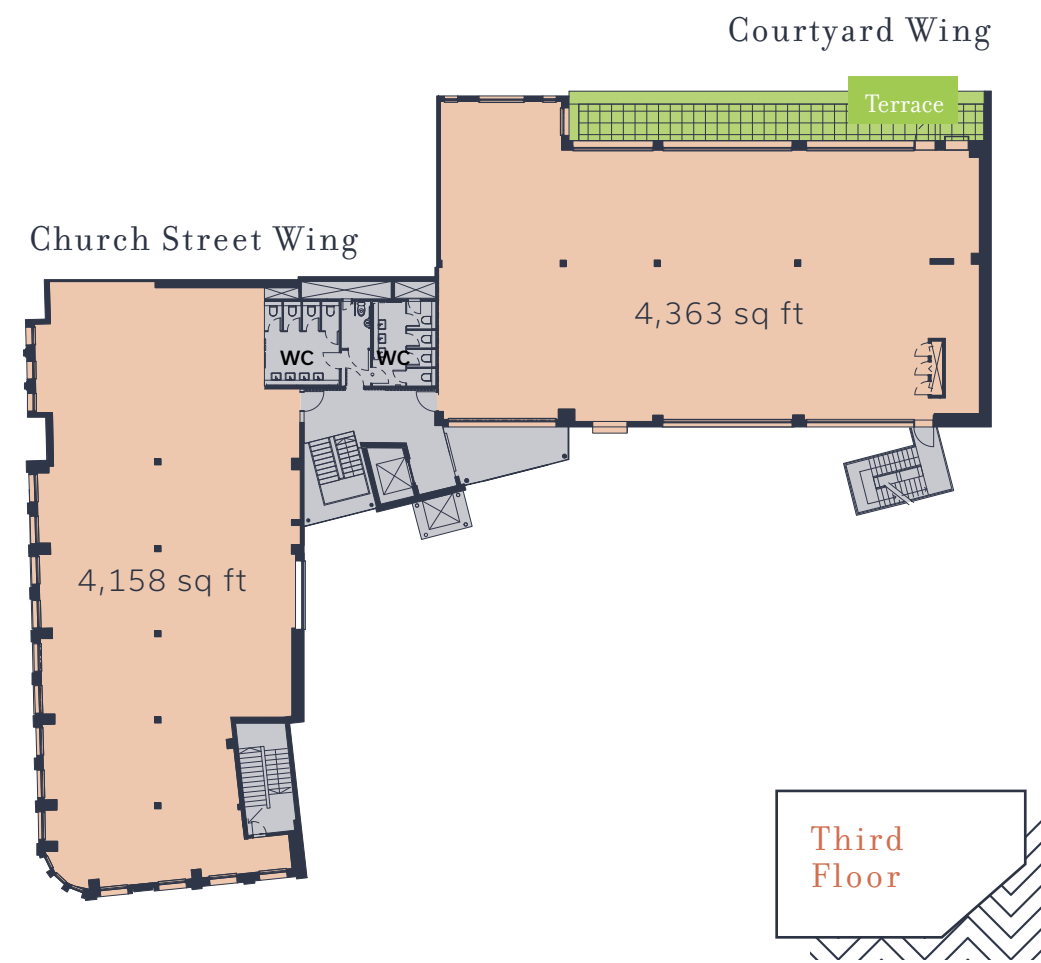 Courtyard Wing
Terrace
Church Street Wing
4,363 sq ft
WC
WC
4,158 sq ft
Third
Floor